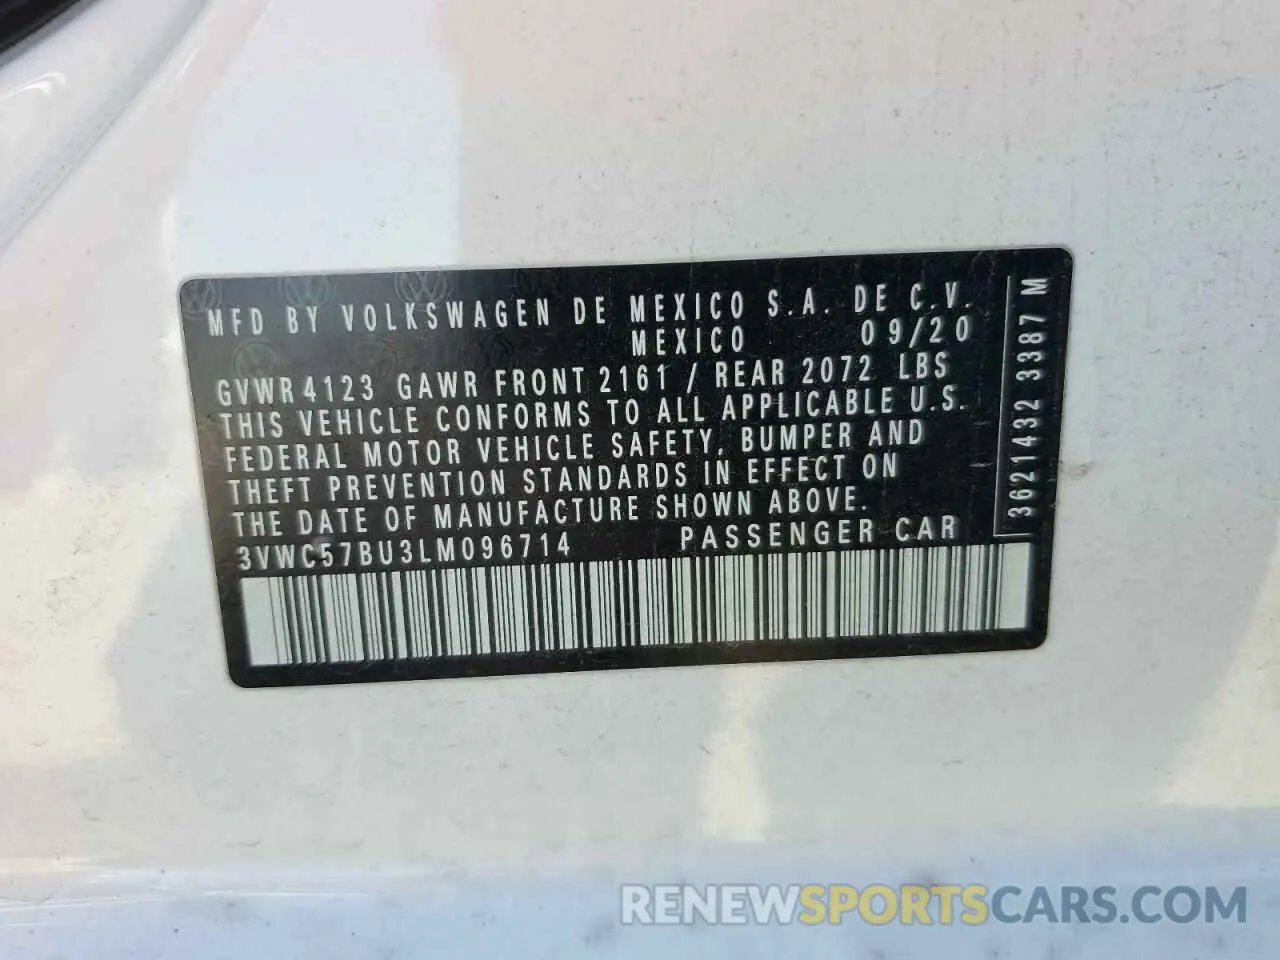 MFD BY VOLKSWAGEN DE MEXICO S.A. DE C.V.
MEXICO 09/20
GVWR 4123 GAWR FRONT 2161 / REAR 2072 LBS
THIS VEHICLE CONFORMS TO ALL APPLICABLE U.S.
FEDERAL MOTOR VEHICLE SAFETY, BUMPER AND
THEFT PREVENTION STANDARDS IN EFFECT ON
THE DATE OF MANUFACTURE SHOWN ABOVE.
3VWC57BU3LM096714 PASSENGER CAR
3621432 3387 M
RENEWSPORTSCARS.COM